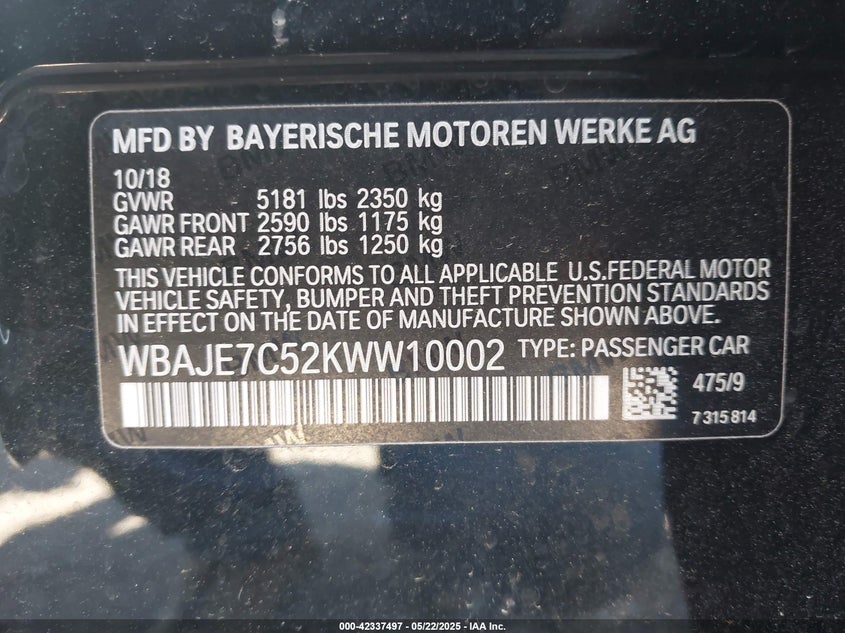 MFD BY BAYERISCHE MOTOREN WERKE AG
10/18
GVWR 5181 lbs 2350 kg
GAWR FRONT 2590 lbs 1175 kg
GAWR REAR 2756 lbs 1250 kg
THIS VEHICLE CONFORMS TO ALL APPLICABLE U.S.FEDERAL MOTOR
VEHICLE SAFETY, BUMPER AND THEFT PREVENTION STANDARDS
IN EFFECT ON THE DATE OF MANUFACTURE SHOWN ABOVE.
WBAJE7C52KWW10002 TYPE: PASSENGER CAR
475/9
7315814
000-42337497 - 05/22/2025 - IAA Inc.